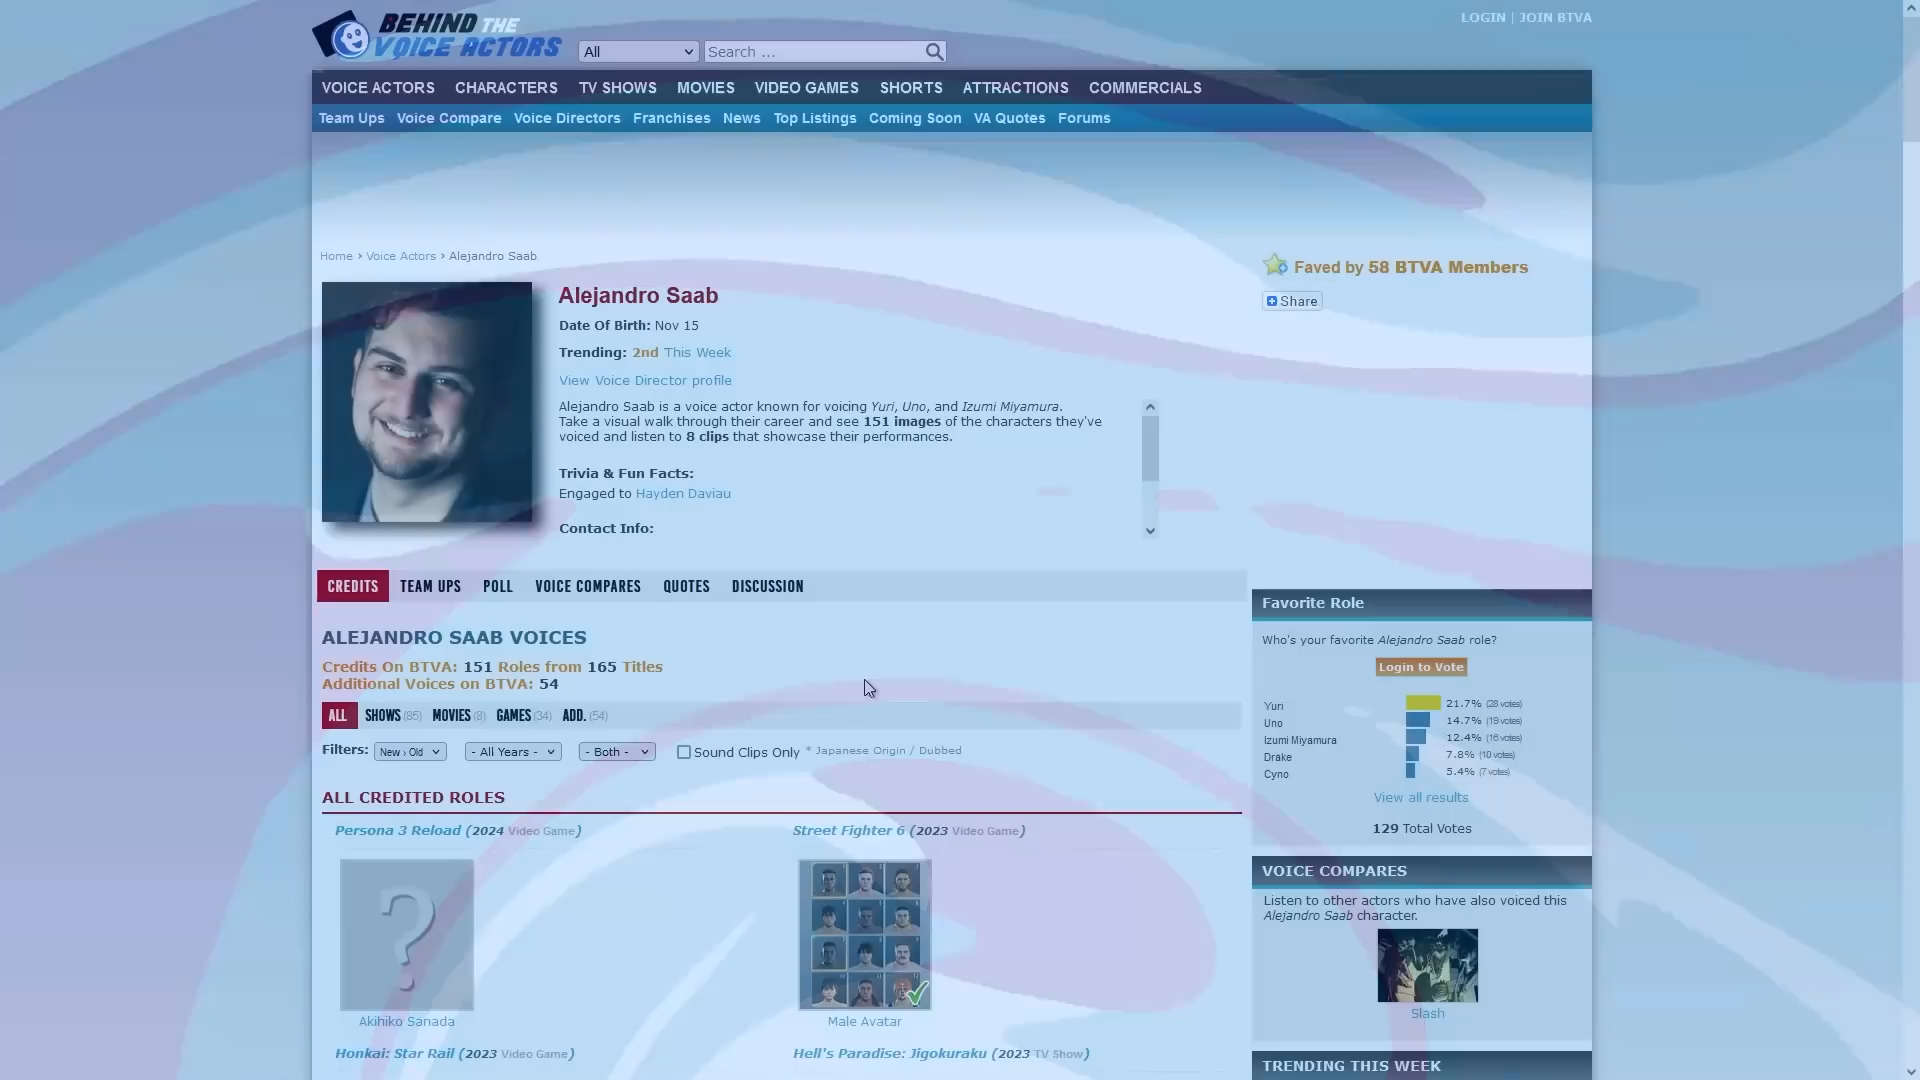 BEHIND THE
VOICE ACTORS
All
Search ...
LOGIN | JOIN BTVA
VOICE ACTORS CHARACTERS TV SHOWS MOVIES VIDEO GAMES SHORTS ATTRACTIONS COMMERCIALS
Team Ups Voice Compare Voice Directors Franchises News Top Listings Coming Soon VA Quotes Forums
Home › Voice Actors › Alejandro Saab
Faved by 58 BTVA Members
Share
Alejandro Saab
Date Of Birth: Nov 15
Trending: 2nd This Week
View Voice Director profile
Alejandro Saab is a voice actor known for voicing Yuri, Uno, and Izumi Miyamura.
Take a visual walk through their career and see 151 images of the characters they've
voiced and listen to 8 clips that showcase their performances.
Trivia & Fun Facts:
Engaged to Hayden Daviau
Contact Info:
CREDITS TEAM UPS POLL VOICE COMPARES QUOTES DISCUSSION
ALEJANDRO SAAB VOICES
Credits On BTVA: 151 Roles from 165 Titles
Additional Voices on BTVA: 54
ALL SHOWS (85) MOVIES (8) GAMES (34) ADD. (54)
Filters: New › Old - All Years - - Both - Sound Clips Only * Japanese Origin / Dubbed
ALL CREDITED ROLES
Persona 3 Reload (2024 Video Game)
Street Fighter 6 (2023 Video Game)
Akihiko Sanada
Male Avatar
Honkai: Star Rail (2023 Video Game)
Hell's Paradise: Jigokuraku (2023 TV Show)
Favorite Role
Who's your favorite Alejandro Saab role?
Login to Vote
Yuri 21.7% (28 votes)
Uno 14.7% (19 votes)
Izumi Miyamura 12.4% (16 votes)
Drake 7.8% (10 votes)
Cyno 5.4% (7 votes)
View all results
129 Total Votes
VOICE COMPARES
Listen to other actors who have also voiced this
Alejandro Saab character.
Slash
TRENDING THIS WEEK